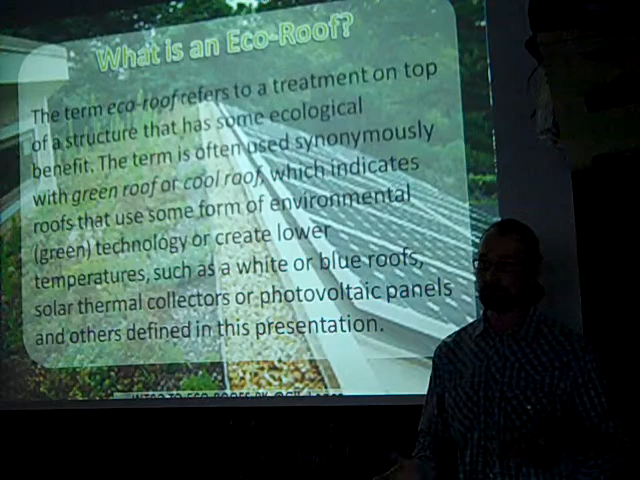 What is an Eco-Roof?
The term eco-roof refers to a treatment on top
of a structure that has some ecological
benefit. The term is often used synonymously
with green roof or cool roof, which indicates
roofs that use some form of environmental
(green) technology or create lower
temperatures, such as a white or blue roofs,
solar thermal collectors or photovoltaic panels
and others defined in this presentation.